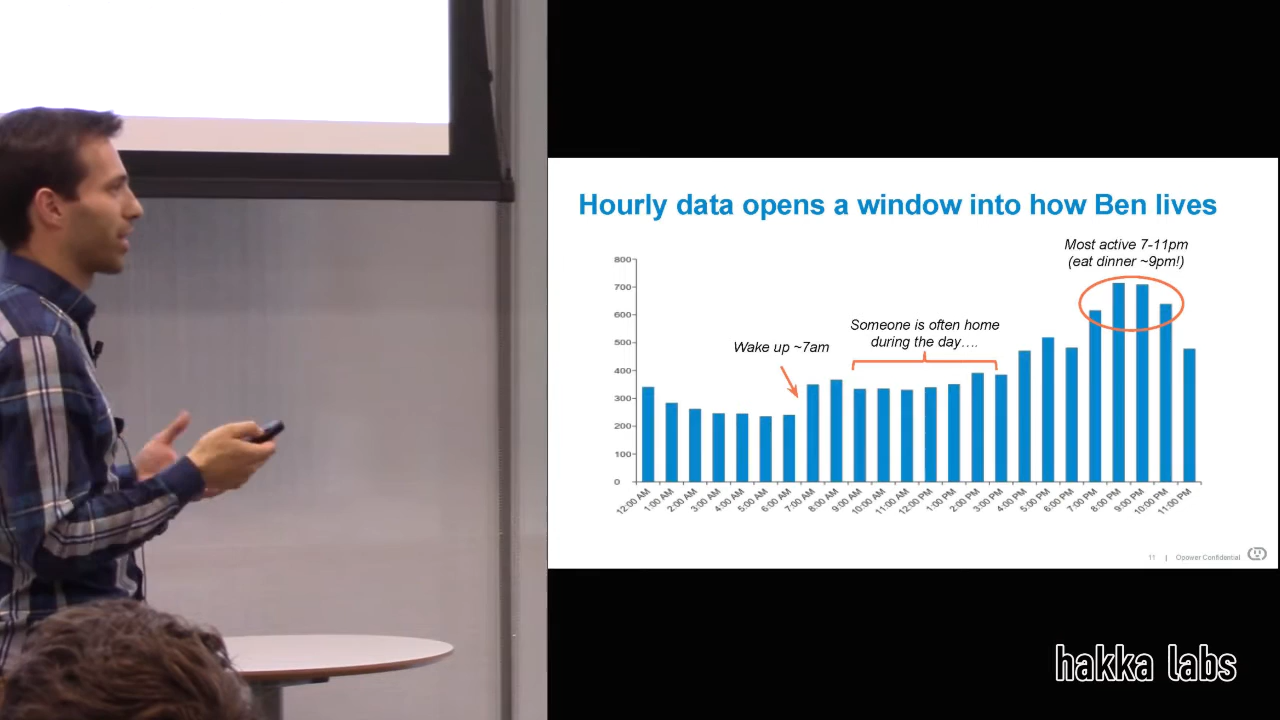 Hourly data opens a window into how Ben lives
Most active 7-11pm
(eat dinner ~9pm!)
Someone is often home
during the day….
Wake up ~7am
800
700
600
500
400
300
200
100
0
12:00 AM
1:00 AM
2:00 AM
3:00 AM
4:00 AM
5:00 AM
6:00 AM
7:00 AM
8:00 AM
9:00 AM
10:00 AM
11:00 AM
12:00 PM
1:00 PM
2:00 PM
3:00 PM
4:00 PM
5:00 PM
6:00 PM
7:00 PM
8:00 PM
9:00 PM
10:00 PM
11:00 PM
11 | Opower Confidential
hakka labs